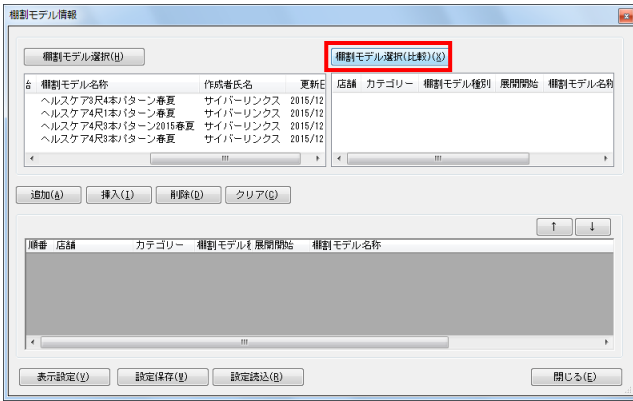 棚割モデル情報
棚割モデル選択(H)
棚割モデル選択(比較)(X)
棚割モデル名称 作成者氏名 更新日
ヘルスケア3尺4本パターン春夏 サイバーリンクス 2015/12
ヘルスケア4尺1本パターン春夏 サイバーリンクス 2015/12
ヘルスケア4尺3本パターン2015春夏 サイバーリンクス 2015/12
ヘルスケア4尺3本パターン春夏 サイバーリンクス 2015/12
店舗 カテゴリー 棚割モデル種別 展開開始 棚割モデル名称
追加(A) 挿入(I) 削除(D) クリア(C)
↑ ↓
順番 店舗 カテゴリー 棚割モデル 展開開始 棚割モデル名称
表示設定(V) 設定保存(W) 設定読込(R) 閉じる(E)